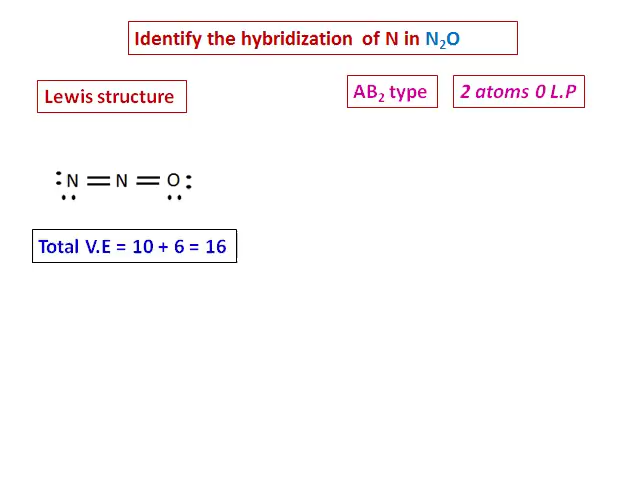 Identify the hybridization of N in N₂O
Lewis structure
AB₂ type
2 atoms 0 L.P
:N̤ = N = O̤:
Total V.E = 10 + 6 = 16